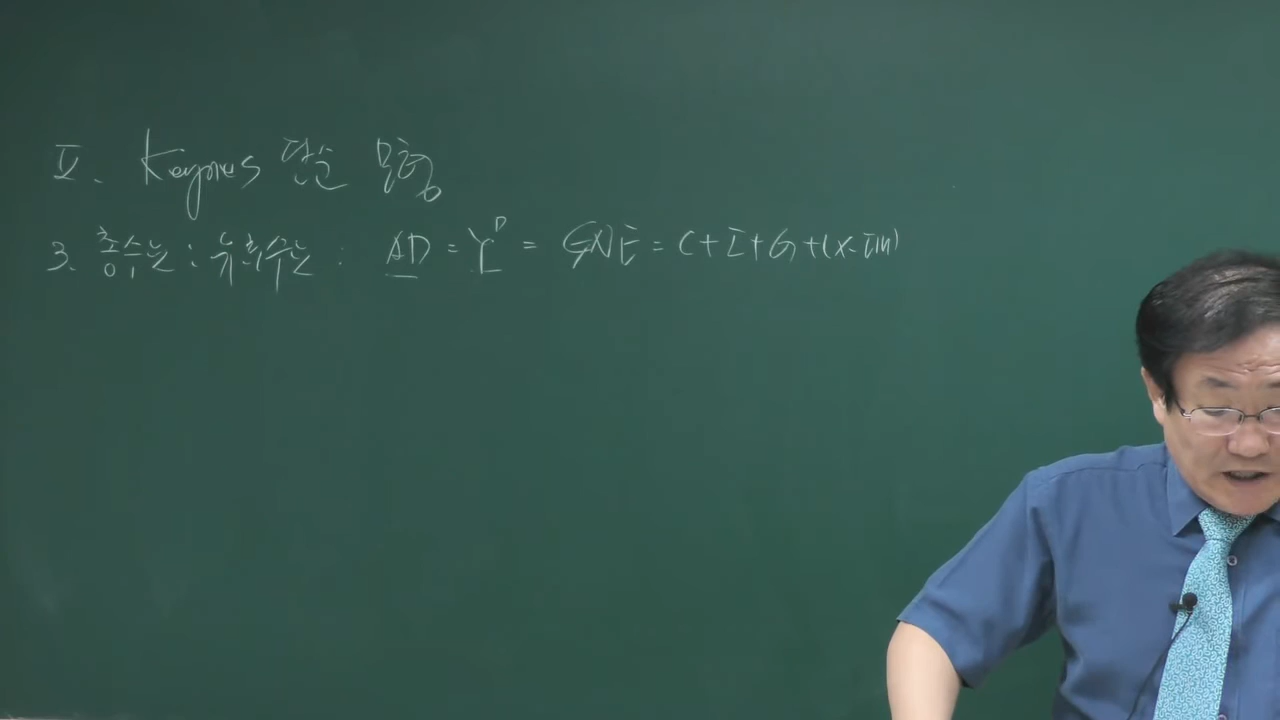 Ⅱ. Keynes 단순 모형
3. 총수요 : 유효수요 : AD = Y^D = GNE = C+I+G+(X-IM)